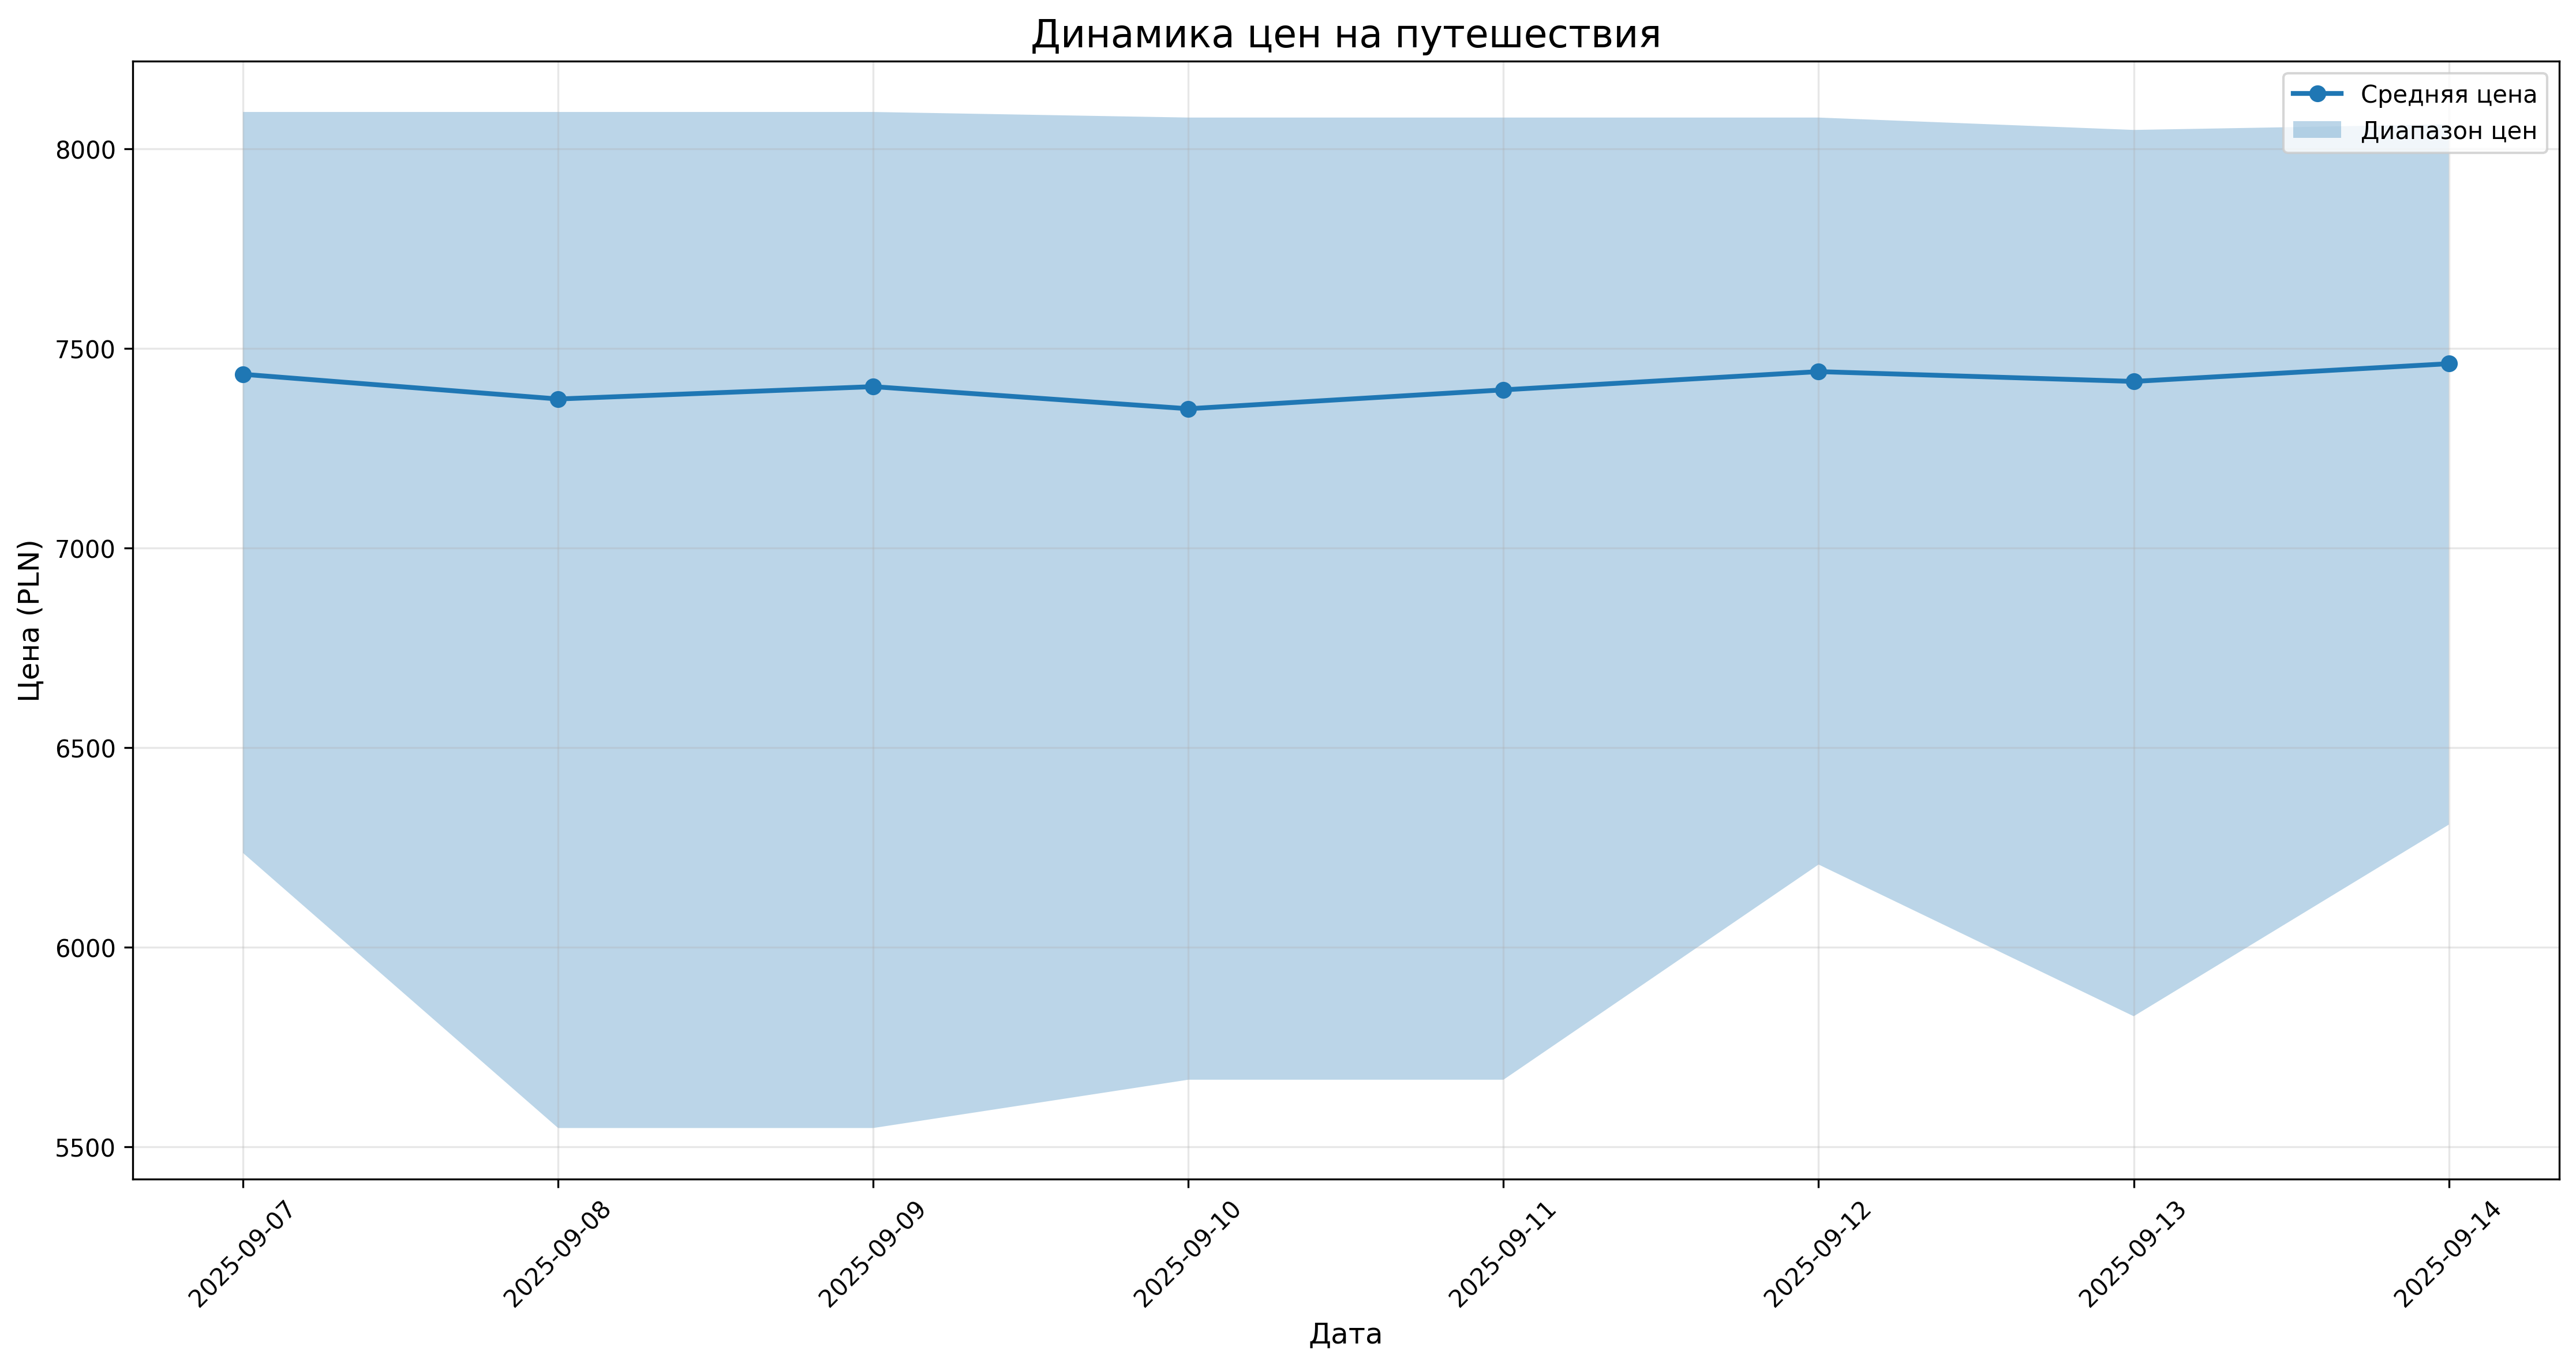 Динамика цен на путешествия
Средняя цена
Диапазон цен
Цена (PLN)
8000
7500
7000
6500
6000
5500
2025-09-07
2025-09-08
2025-09-09
2025-09-10
2025-09-11
2025-09-12
2025-09-13
2025-09-14
Дата